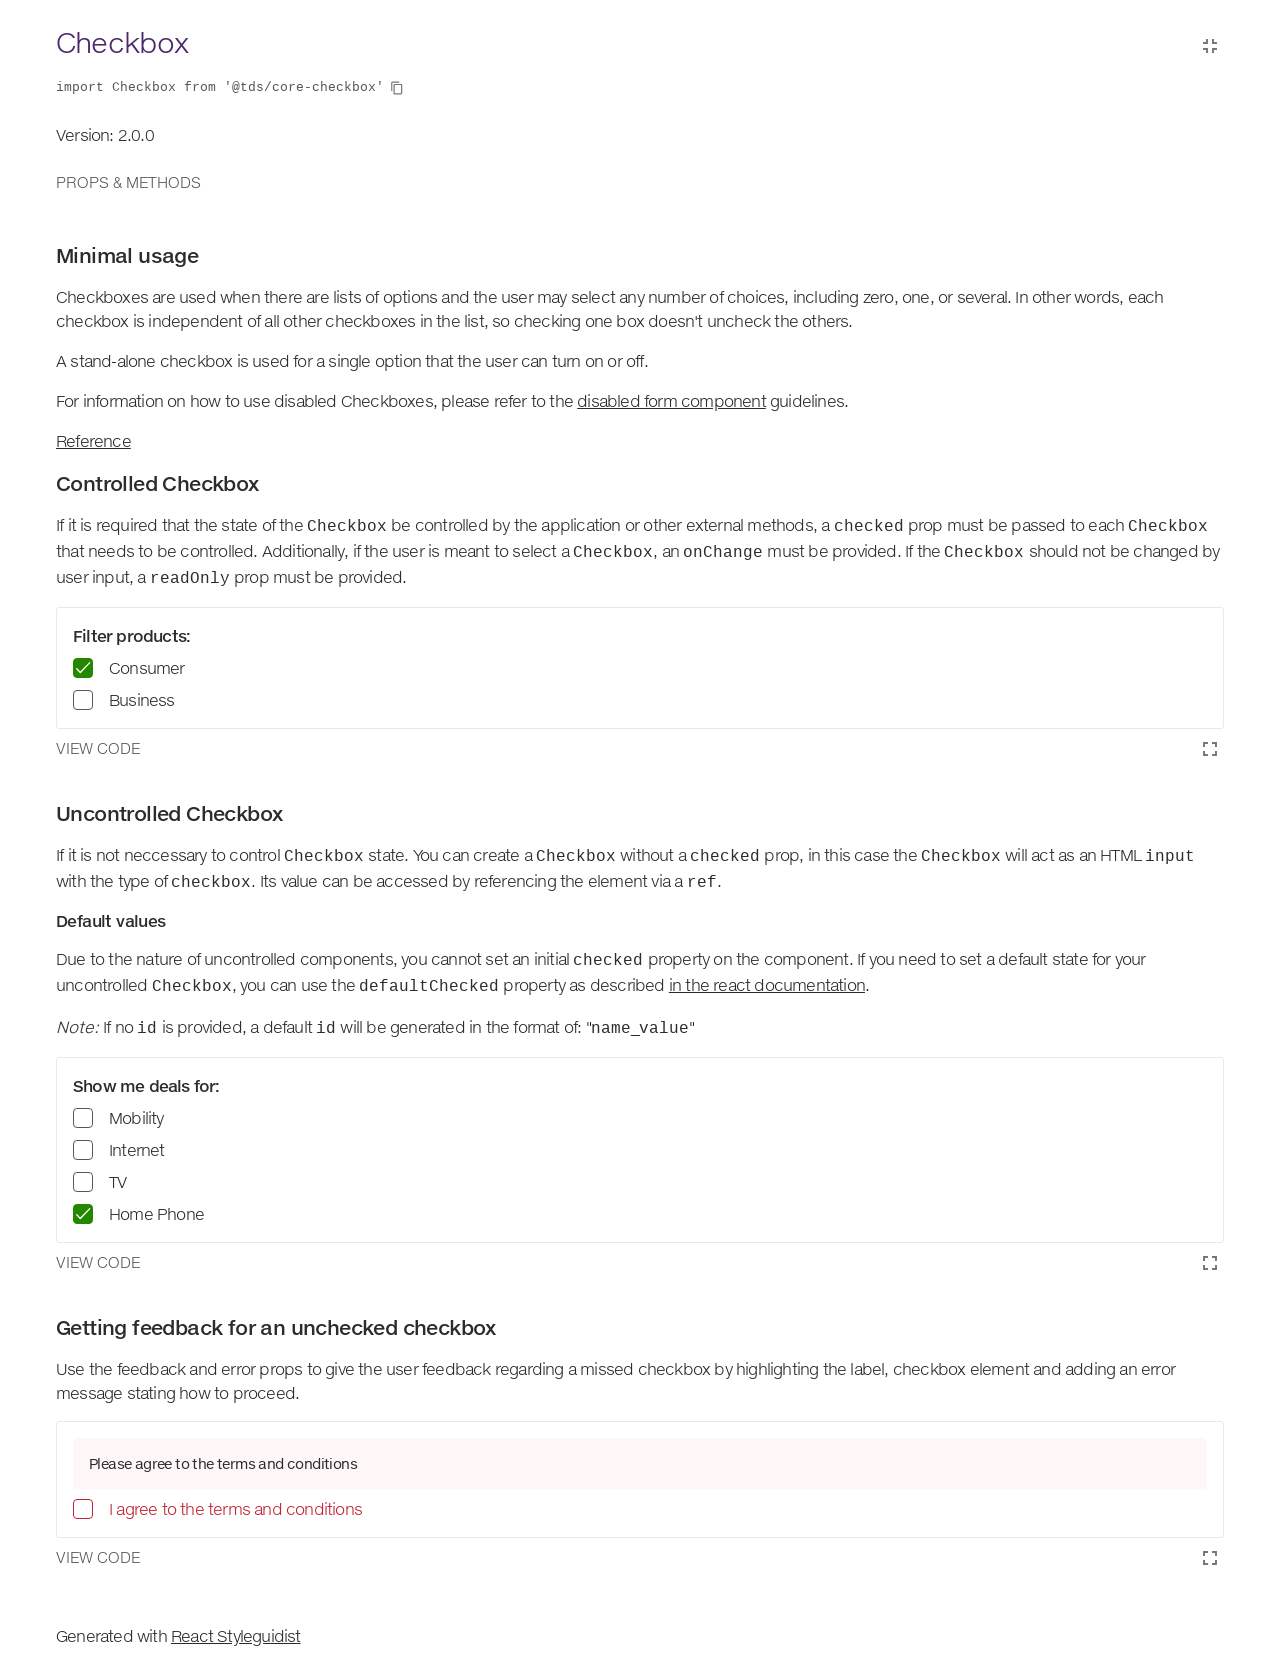 Checkbox
import Checkbox from '@tds/core-checkbox'
Version: 2.0.0
PROPS & METHODS
Minimal usage
Checkboxes are used when there are lists of options and the user may select any number of choices, including zero, one, or several. In other words, each
checkbox is independent of all other checkboxes in the list, so checking one box doesn't uncheck the others.
A stand-alone checkbox is used for a single option that the user can turn on or off.
For information on how to use disabled Checkboxes, please refer to the disabled form component guidelines.
Reference
Controlled Checkbox
If it is required that the state of the Checkbox be controlled by the application or other external methods, a checked prop must be passed to each Checkbox
that needs to be controlled. Additionally, if the user is meant to select a Checkbox, an onChange must be provided. If the Checkbox should not be changed by
user input, a readOnly prop must be provided.
Filter products:
Consumer
Business
VIEW CODE
Uncontrolled Checkbox
If it is not neccessary to control Checkbox state. You can create a Checkbox without a checked prop, in this case the Checkbox will act as an HTML input
with the type of checkbox. Its value can be accessed by referencing the element via a ref.
Default values
Due to the nature of uncontrolled components, you cannot set an initial checked property on the component. If you need to set a default state for your
uncontrolled Checkbox, you can use the defaultChecked property as described in the react documentation.
Note: If no id is provided, a default id will be generated in the format of: "name_value"
Show me deals for:
Mobility
Internet
TV
Home Phone
VIEW CODE
Getting feedback for an unchecked checkbox
Use the feedback and error props to give the user feedback regarding a missed checkbox by highlighting the label, checkbox element and adding an error
message stating how to proceed.
Please agree to the terms and conditions
I agree to the terms and conditions
VIEW CODE
Generated with React Styleguidist